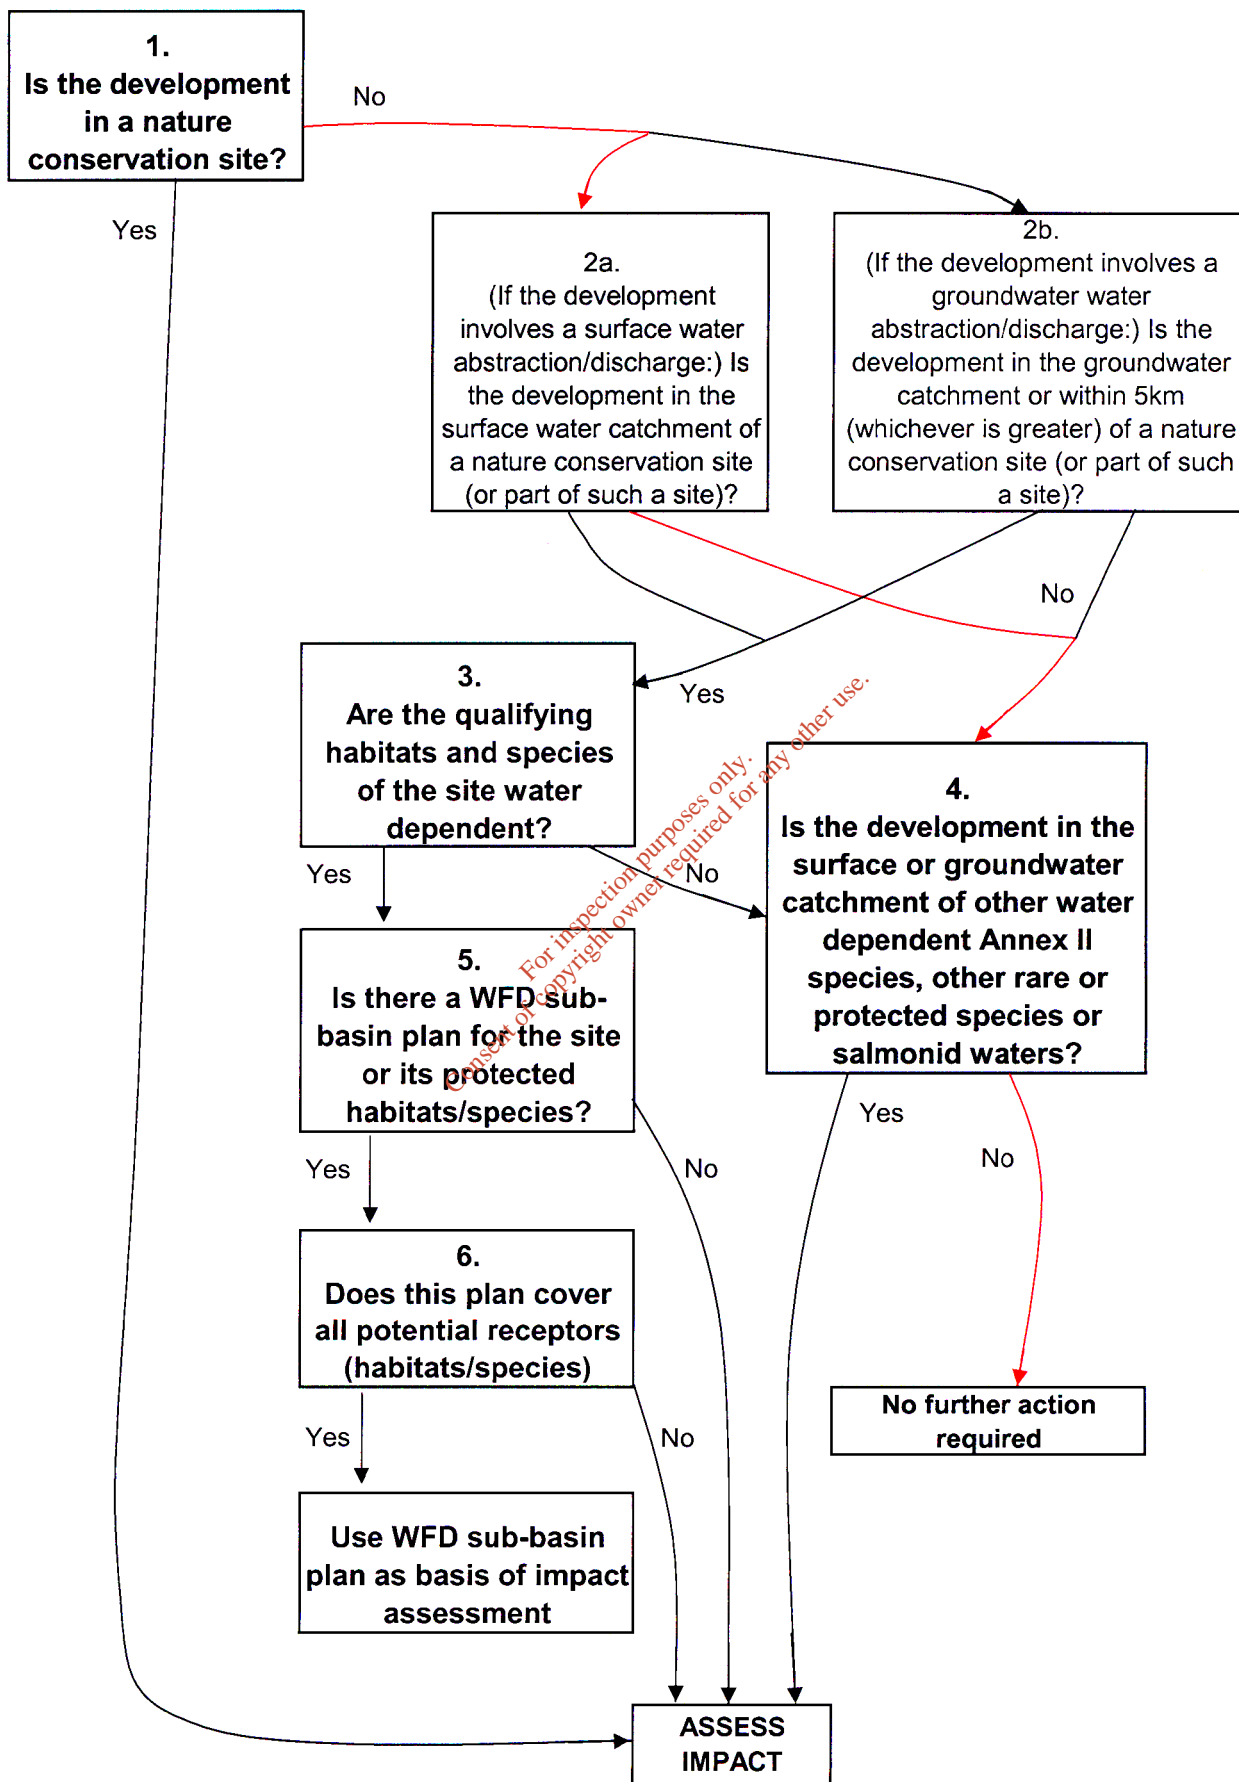 1.
Is the development
in a nature
conservation site?
No
Yes
2a.
(If the development
involves a surface water
abstraction/discharge:) Is
the development in the
surface water catchment of
a nature conservation site
(or part of such a site)?
2b.
(If the development involves a
groundwater water
abstraction/discharge:) Is the
development in the groundwater
catchment or within 5km
(whichever is greater) of a nature
conservation site (or part of such
a site)?
No
Yes
3.
Are the qualifying
habitats and species
of the site water
dependent?
Yes
No
4.
Is the development in the
surface or groundwater
catchment of other water
dependent Annex II
species, other rare or
protected species or
salmonid waters?
Yes
No
5.
Is there a WFD sub-
basin plan for the site
or its protected
habitats/species?
Yes
No
6.
Does this plan cover
all potential receptors
(habitats/species)
Yes
No
No further action
required
Use WFD sub-basin
plan as basis of impact
assessment
ASSESS
IMPACT
For inspection purposes only.
Consent of copyright owner required for any other use.